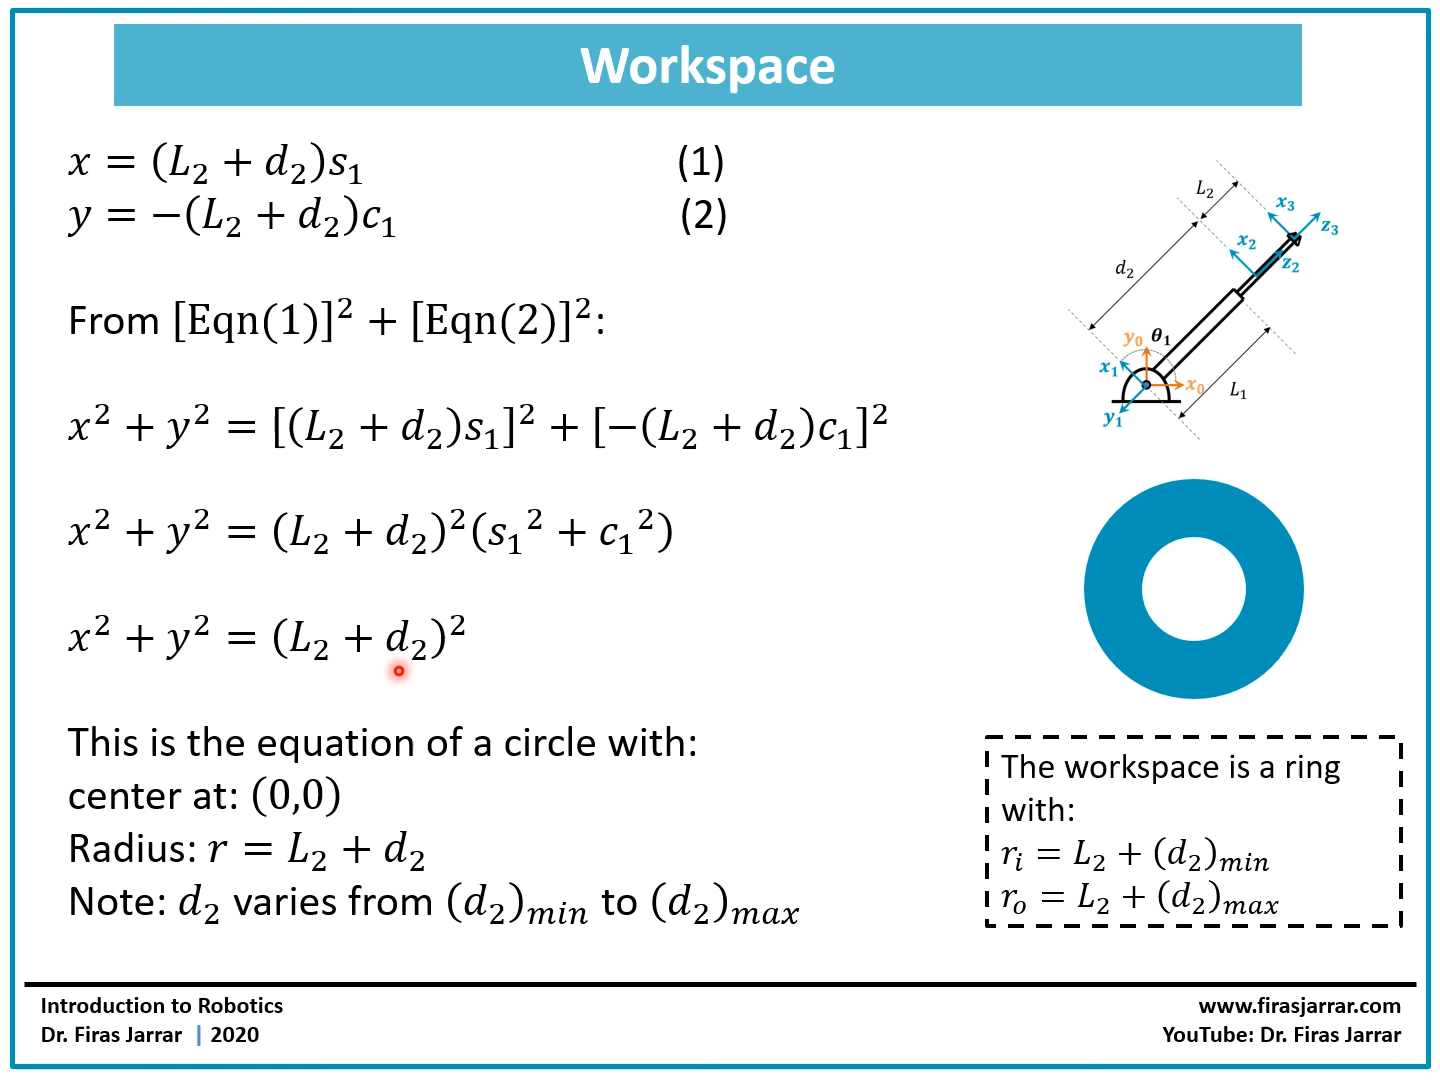 Workspace
x = (L₂ + d₂)s₁ (1)
y = −(L₂ + d₂)c₁ (2)
From [Eqn(1)]² + [Eqn(2)]²:
x² + y² = [(L₂ + d₂)s₁]² + [−(L₂ + d₂)c₁]²
x² + y² = (L₂ + d₂)²(s₁² + c₁²)
x² + y² = (L₂ + d₂)²
This is the equation of a circle with:
center at: (0,0)
Radius: r = L₂ + d₂
Note: d₂ varies from (d₂)min to (d₂)max
L₂
x₃
z₃
x₂
z₂
d₂
y₀ θ₁
x₁
x₀
L₁
y₁
The workspace is a ring
with:
rᵢ = L₂ + (d₂)min
rₒ = L₂ + (d₂)max
Introduction to Robotics
Dr. Firas Jarrar | 2020
www.firasjarrar.com
YouTube: Dr. Firas Jarrar